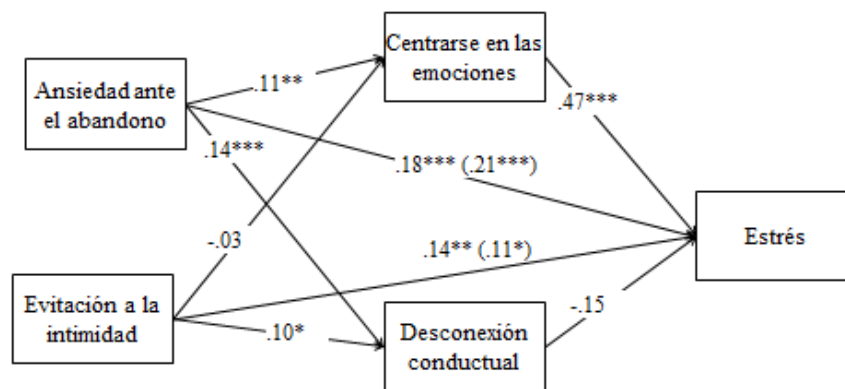 Centrarse en las
emociones
Ansiedad ante
el abandono
.11**
.47***
.14***
.18*** (.21***)
Estrés
-.03
.14** (.11*)
Evitación a la
intimidad
.10*
-.15
Desconexión
conductual